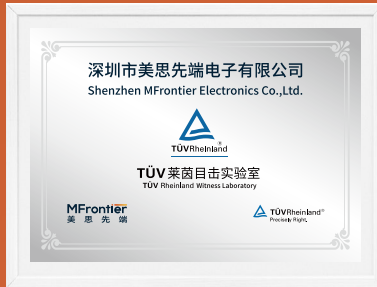 深圳市美思先端电子有限公司
Shenzhen MFrontier Electronics Co.,Ltd.
TÜVRheinland®
TÜV 莱茵目击实验室
TÜV Rheinland Witness Laboratory
MFrontier
美思先端
TÜVRheinland®
Precisely Right.